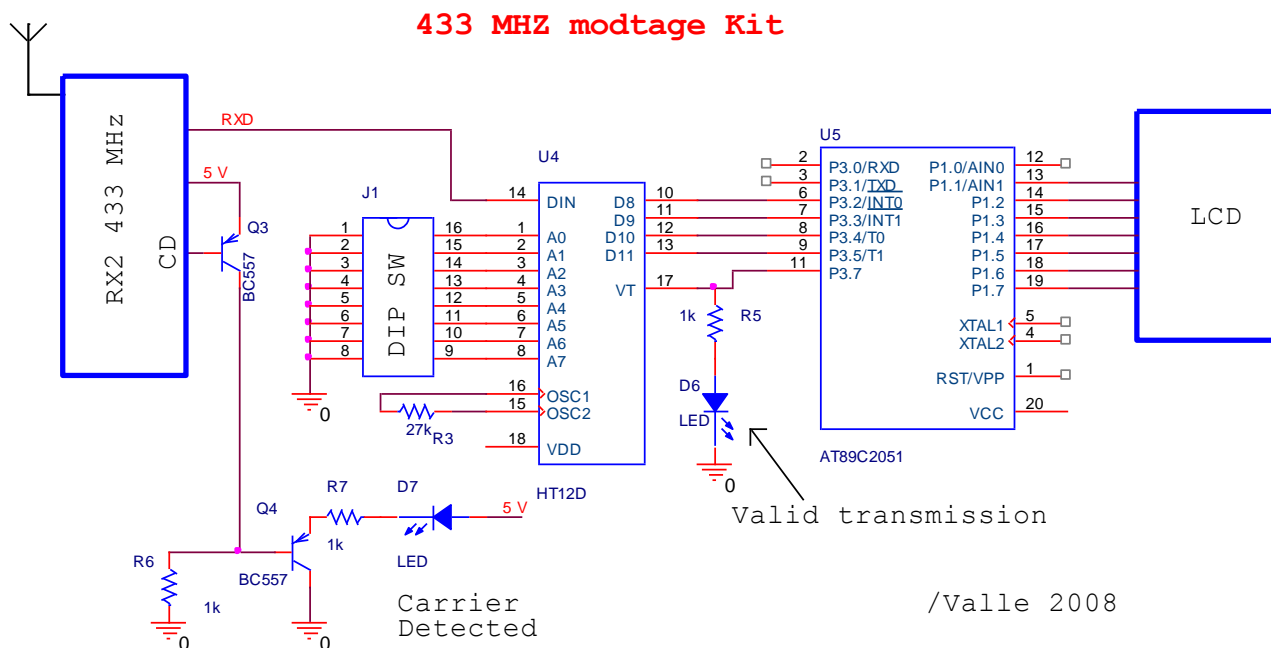 433 MHZ modtage Kit
RX2 433 MHz
CD
RXD
5 V
Q3
BC557
J1
DIP SW
1
2
3
4
5
6
7
8
16
15
14
13
12
11
10
9
0
U4
HT12D
14 DIN
1 A0
2 A1
3 A2
4 A3
5 A4
6 A5
7 A6
8 A7
16 OSC1
15 OSC2
18 VDD
27k R3
D8 10
D9 11
D10 12
D11 13
VT 17
1k R5
D6
LED
0
Valid transmission
U5
AT89C2051
2 P3.0/RXD
3 P3.1/TXD
6 P3.2/INT0
7 P3.3/INT1
8 P3.4/T0
9 P3.5/T1
11 P3.7
P1.0/AIN0 12
P1.1/AIN1 13
P1.2 14
P1.3 15
P1.4 16
P1.5 17
P1.6 18
P1.7 19
XTAL1 5
XTAL2 4
RST/VPP 1
VCC 20
LCD
Q4
BC557
R7
1k
D7
LED
5 V
R6
1k
0
0
Carrier
Detected
/Valle 2008